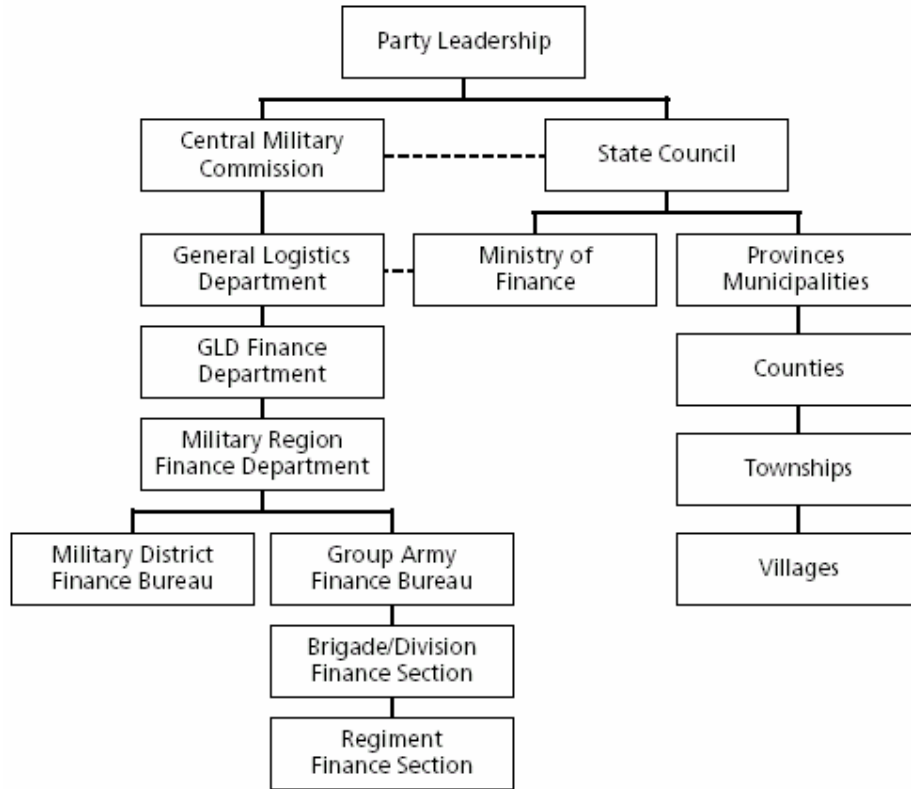 Party Leadership
Central Military
Commission
State Council
General Logistics
Department
Ministry of
Finance
Provinces
Municipalities
GLD Finance
Department
Counties
Military Region
Finance Department
Townships
Military District
Finance Bureau
Group Army
Finance Bureau
Villages
Brigade/Division
Finance Section
Regiment
Finance Section